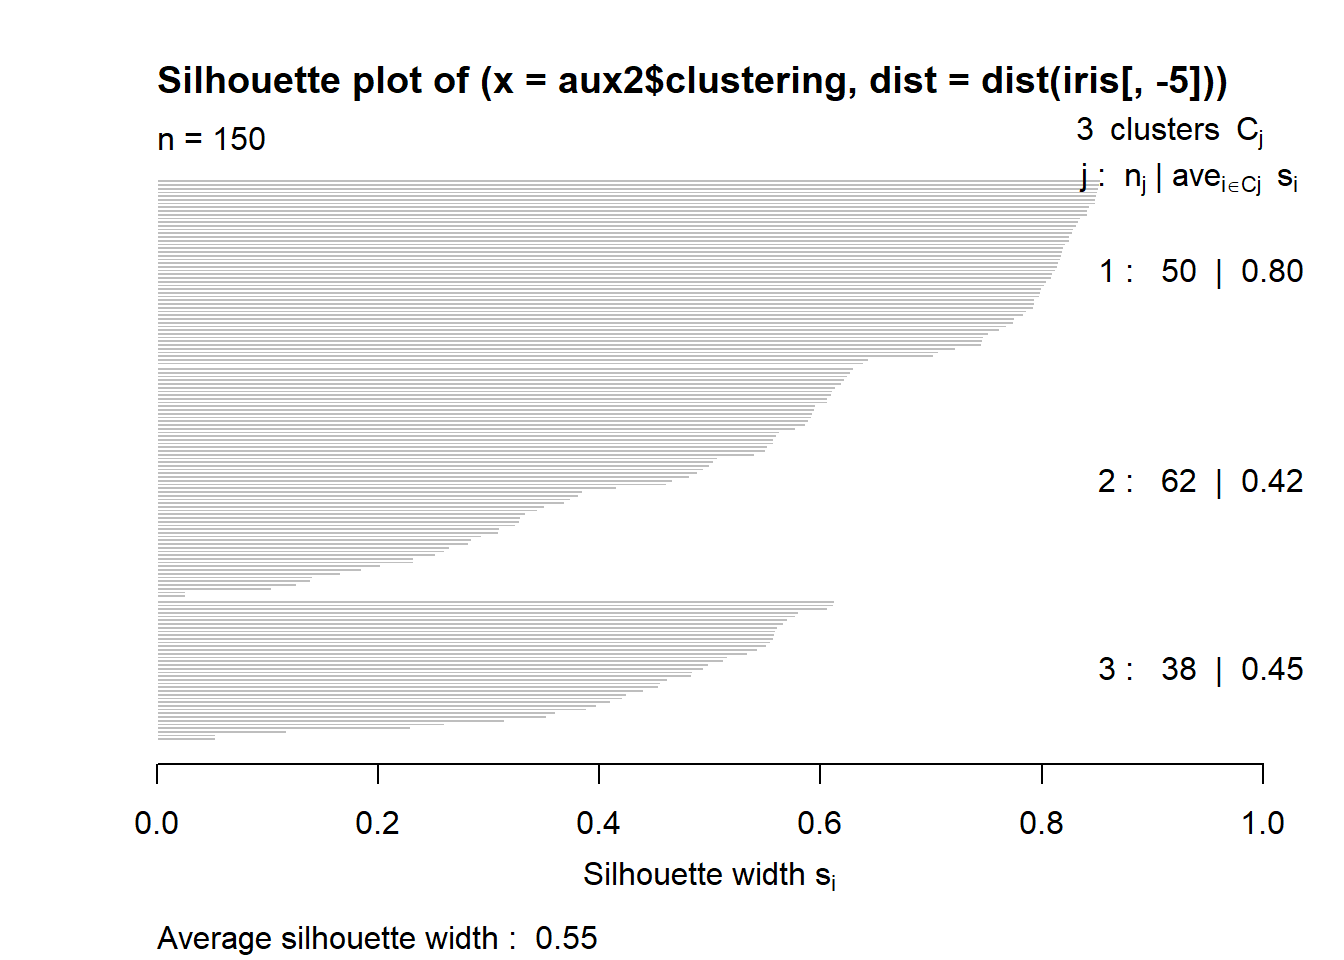 Silhouette plot of (x = aux2$clustering, dist = dist(iris[, -5]))
n = 150
3 clusters Cj
j : nj | avei∈Cj si
1 : 50 | 0.80
2 : 62 | 0.42
3 : 38 | 0.45
0.0 0.2 0.4 0.6 0.8 1.0
Silhouette width si
Average silhouette width : 0.55